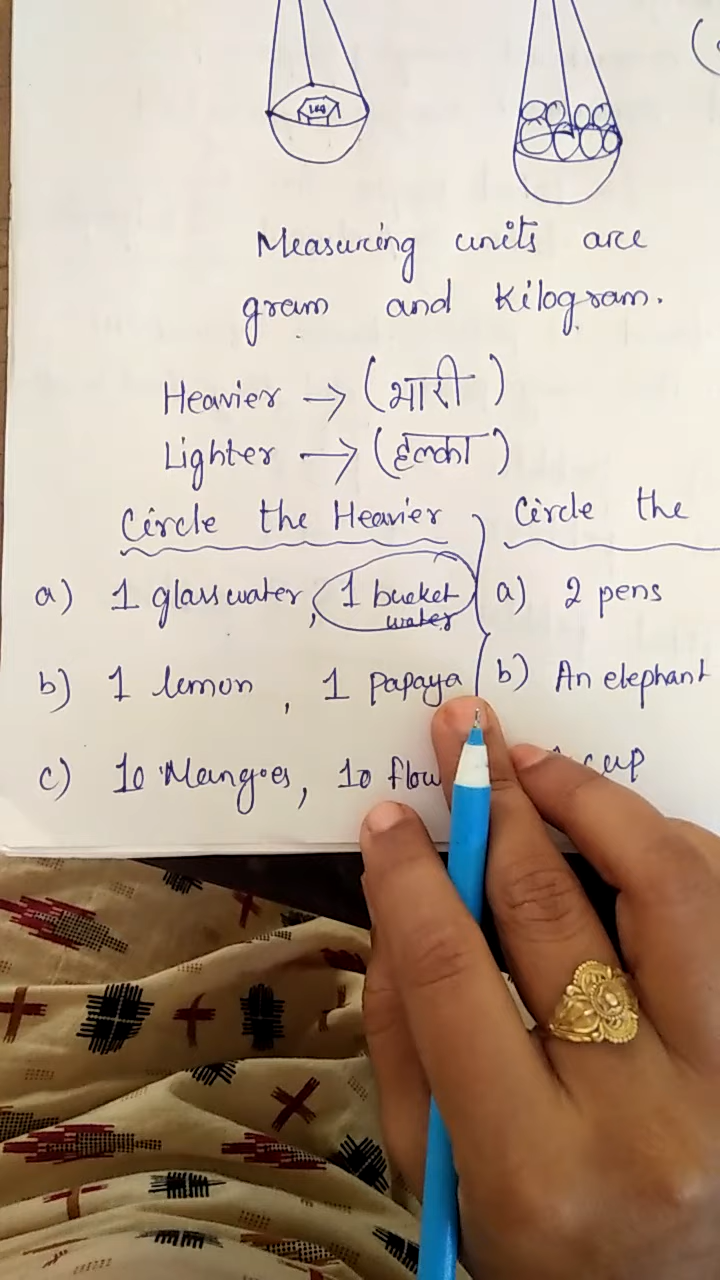 1KG
Measuring units are
gram and Kilogram.
Heavier → (भारी)
Lighter → (हल्का)
Circle the Heavier
a) 1 glass water, 1 bucket water
b) 1 lemon, 1 Papaya
c) 10 Mangoes, 10 flow
Circle the
a) 2 pens
b) An elephant
cup